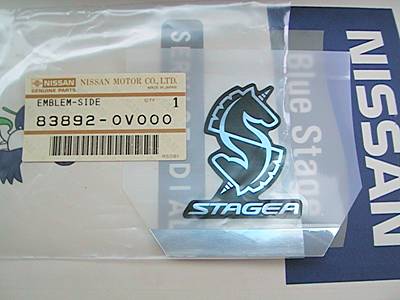 NISSAN
GENUINE PARTS
NISSAN MOTOR CO., LTD.
MADE IN JAPAN
EMBLEM-SIDE
QTY
1
83892-0V000
STAGEA
Blue Stage
NISSAN